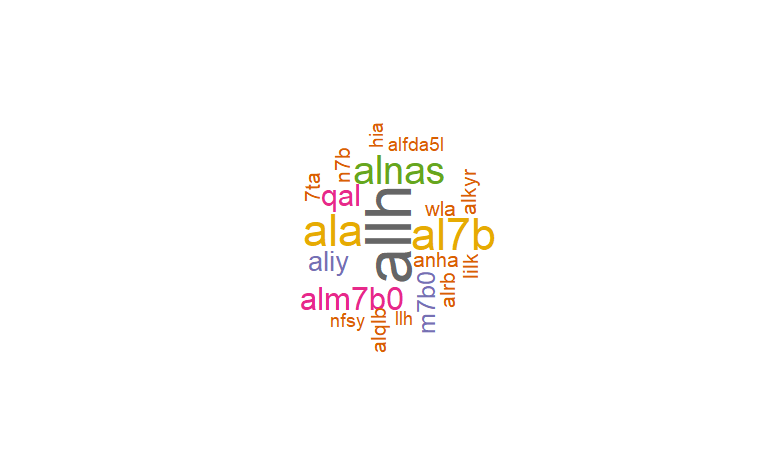 hia
alfda5l
n7b
alnas
7ta
qal
alkyr
wla
allh
ala
al7b
aliy
anha
lilk
alrb
m7b0
alm7b0
nfsy
alqlb
llh